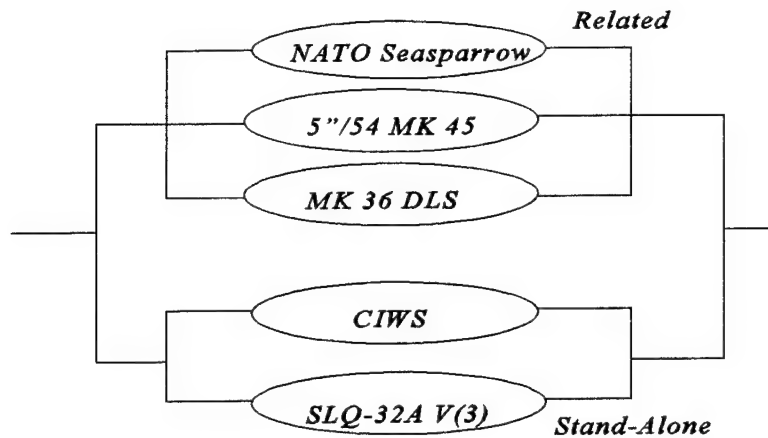 Related
NATO Seasparrow
5”/54 MK 45
MK 36 DLS
CIWS
SLQ-32A V(3)
Stand-Alone